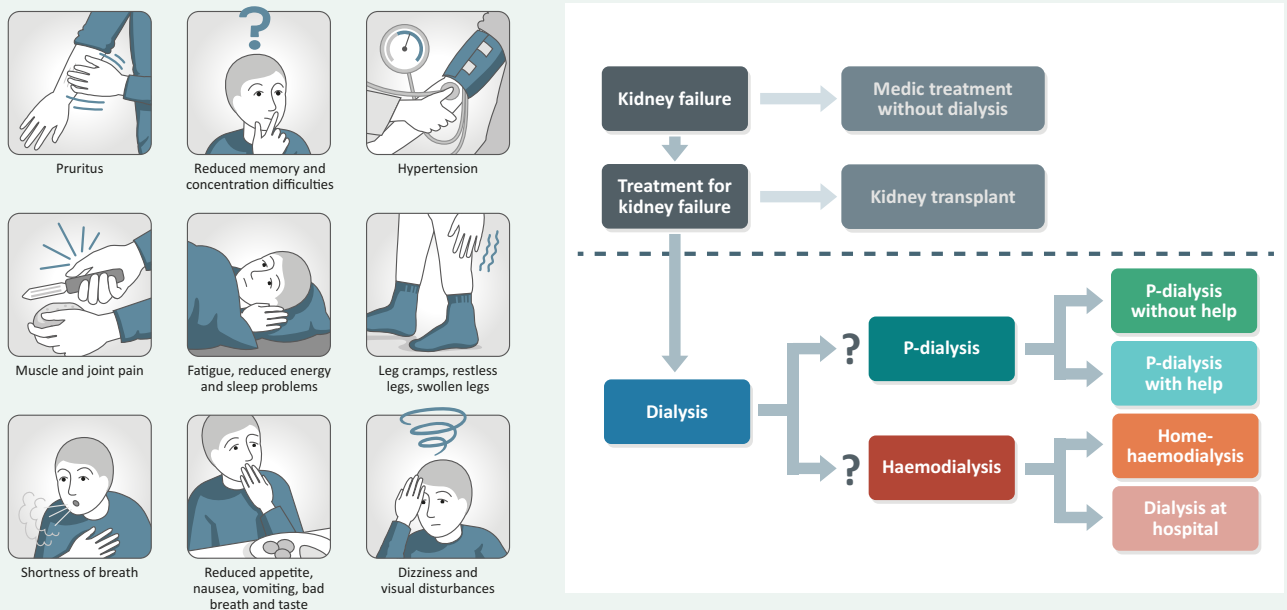 ?
Pruritus
Reduced memory and
concentration difficulties
Hypertension
Muscle and joint pain
Fatigue, reduced energy
and sleep problems
Leg cramps, restless
legs, swollen legs
Shortness of breath
Reduced appetite,
nausea, vomiting, bad
breath and taste
Dizziness and
visual disturbances
Kidney failure
Medic treatment
without dialysis
Treatment for
kidney failure
Kidney transplant
Dialysis
?
P-dialysis
P-dialysis
without help
P-dialysis
with help
?
Haemodialysis
Home-
haemodialysis
Dialysis at
hospital